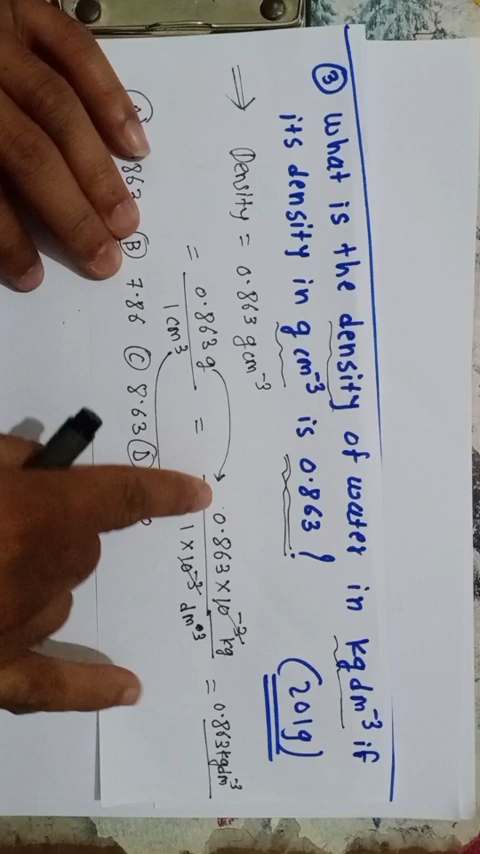 ③ What is the density of water in kg dm⁻³ if
its density in g cm⁻³ is 0.863?
(2019)
⇒ Density = 0.863 g cm⁻³
= 0.863 g / 1 cm³ = 0.863 × 10⁻³ kg / 1 × 10⁻³ dm³ = 0.863 kg dm⁻³
863 Ⓑ 7.86 Ⓒ 8.63 Ⓓ